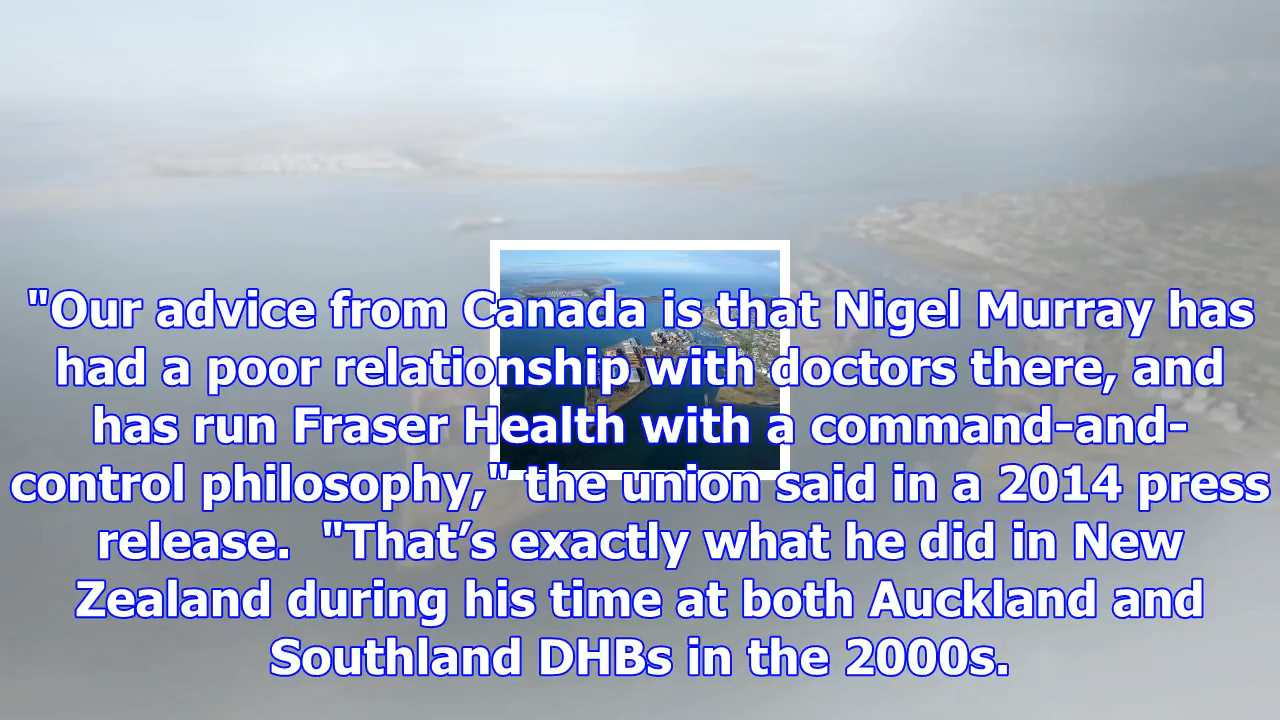 "Our advice from Canada is that Nigel Murray has
had a poor relationship with doctors there, and
has run Fraser Health with a command-and-
control philosophy," the union said in a 2014 press
release.  "That’s exactly what he did in New
Zealand during his time at both Auckland and
Southland DHBs in the 2000s.